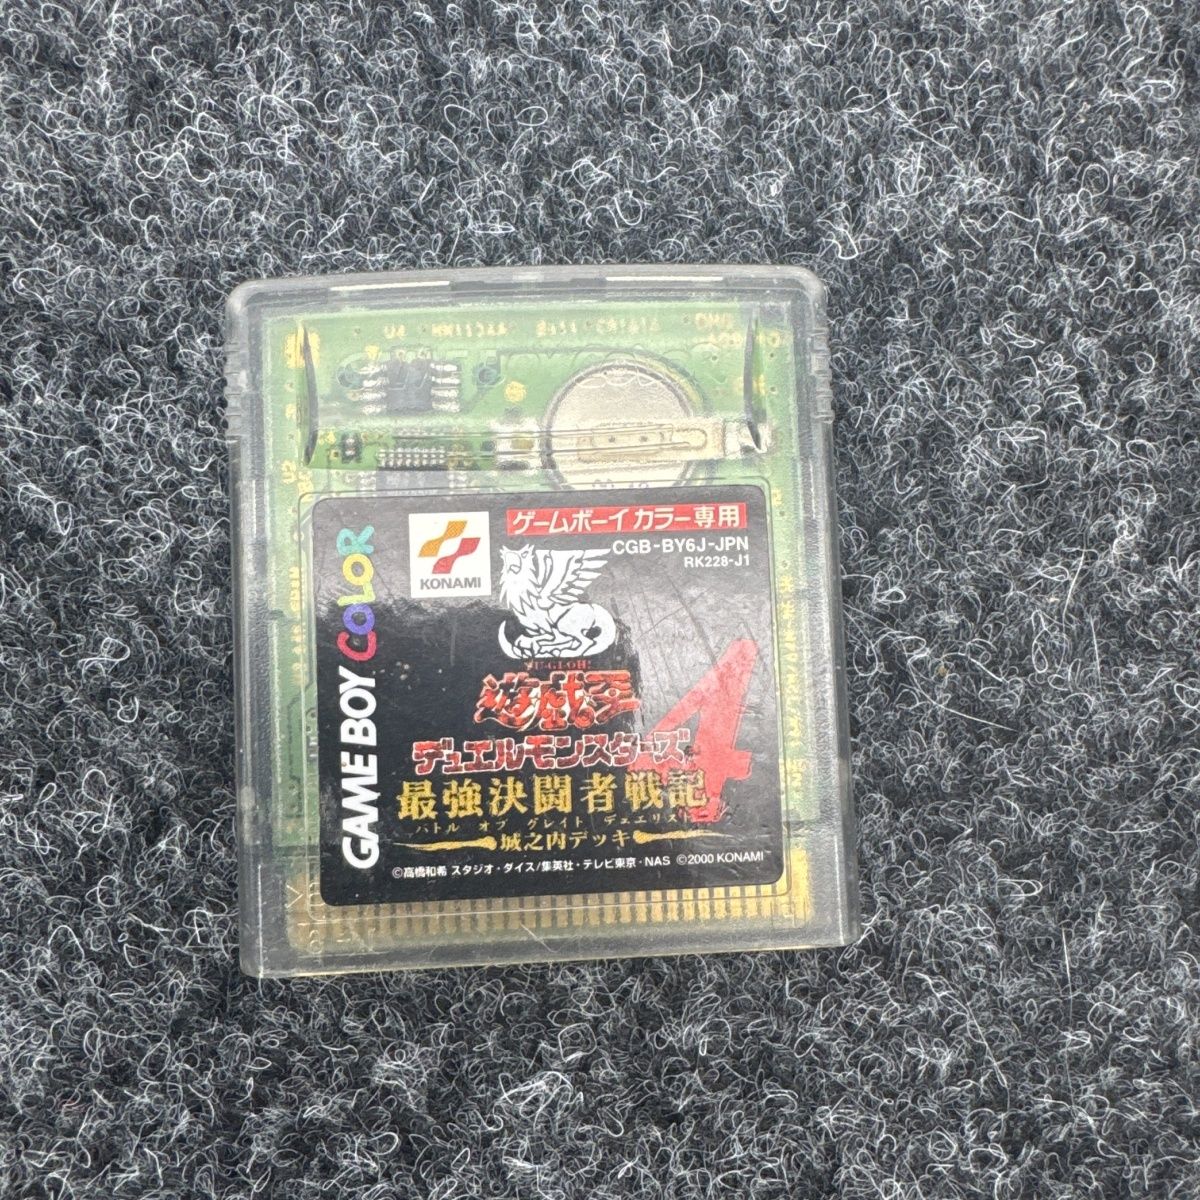 GAME BOY COLOR
KONAMI
ゲームボーイカラー専用
CGB-BY6J-JPN
RK228-J1
YU-GI-OH!
遊戯王
デュエルモンスターズ4
最強決闘者戦記
バトル オブ グレイト デュエリスト
城之内デッキ
©高橋和希 スタジオ・ダイス/集英社・テレビ東京・NAS ©2000 KONAMI